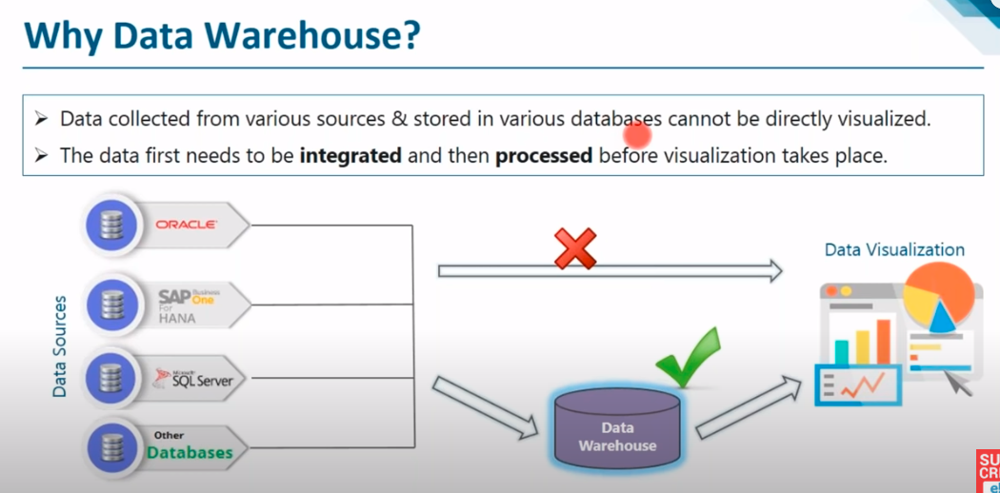 Why Data Warehouse?
Data collected from various sources & stored in various databases cannot be directly visualized.
The data first needs to be integrated and then processed before visualization takes place.
Data Sources
ORACLE
SAP Business One
For
HANA
Microsoft
SQL Server
Other
Databases
Data
Warehouse
Data Visualization
SU
CR
e